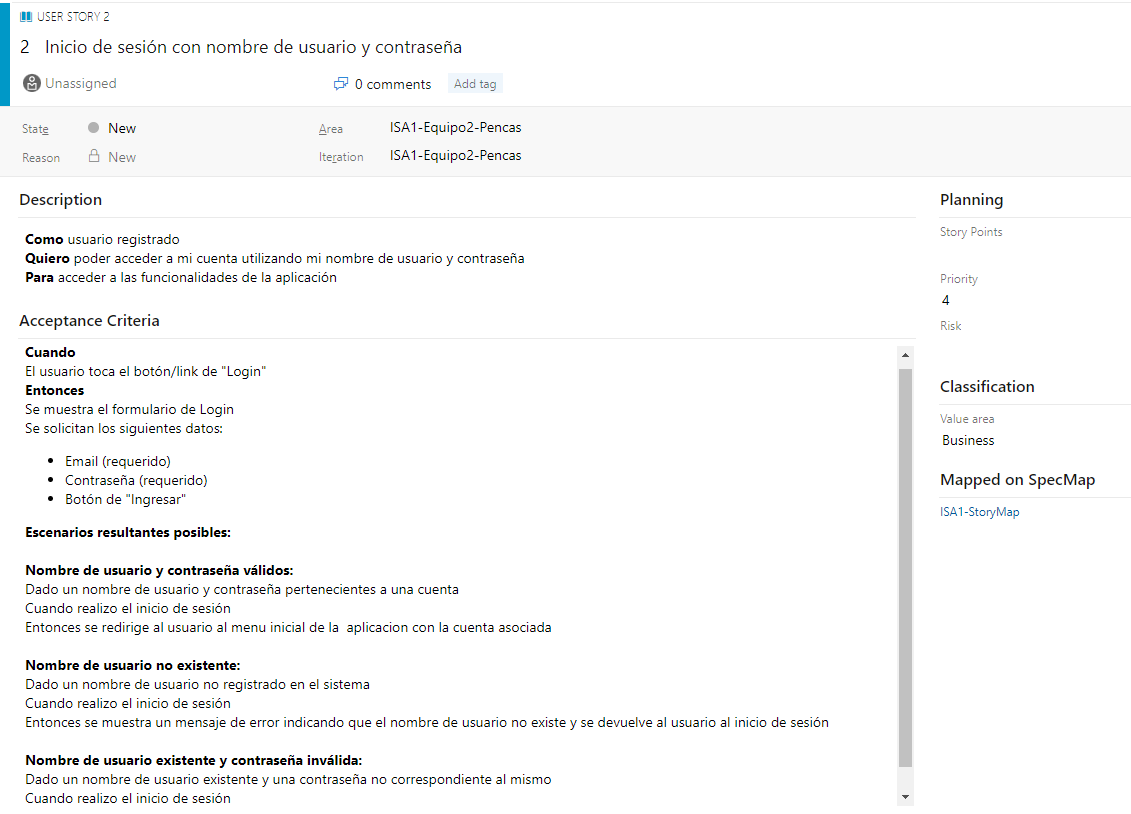 USER STORY 2
2 Inicio de sesión con nombre de usuario y contraseña
Unassigned
0 comments
Add tag
State New
Area ISA1-Equipo2-Pencas
Reason New
Iteration ISA1-Equipo2-Pencas
Description
Como usuario registrado
Quiero poder acceder a mi cuenta utilizando mi nombre de usuario y contraseña
Para acceder a las funcionalidades de la aplicación
Acceptance Criteria
Cuando
El usuario toca el botón/link de "Login"
Entonces
Se muestra el formulario de Login
Se solicitan los siguientes datos:
• Email (requerido)
• Contraseña (requerido)
• Botón de "Ingresar"
Escenarios resultantes posibles:
Nombre de usuario y contraseña válidos:
Dado un nombre de usuario y contraseña pertenecientes a una cuenta
Cuando realizo el inicio de sesión
Entonces se redirige al usuario al menu inicial de la aplicacion con la cuenta asociada
Nombre de usuario no existente:
Dado un nombre de usuario no registrado en el sistema
Cuando realizo el inicio de sesión
Entonces se muestra un mensaje de error indicando que el nombre de usuario no existe y se devuelve al usuario al inicio de sesión
Nombre de usuario existente y contraseña inválida:
Dado un nombre de usuario existente y una contraseña no correspondiente al mismo
Cuando realizo el inicio de sesión
Planning
Story Points
Priority
4
Risk
Classification
Value area
Business
Mapped on SpecMap
ISA1-StoryMap